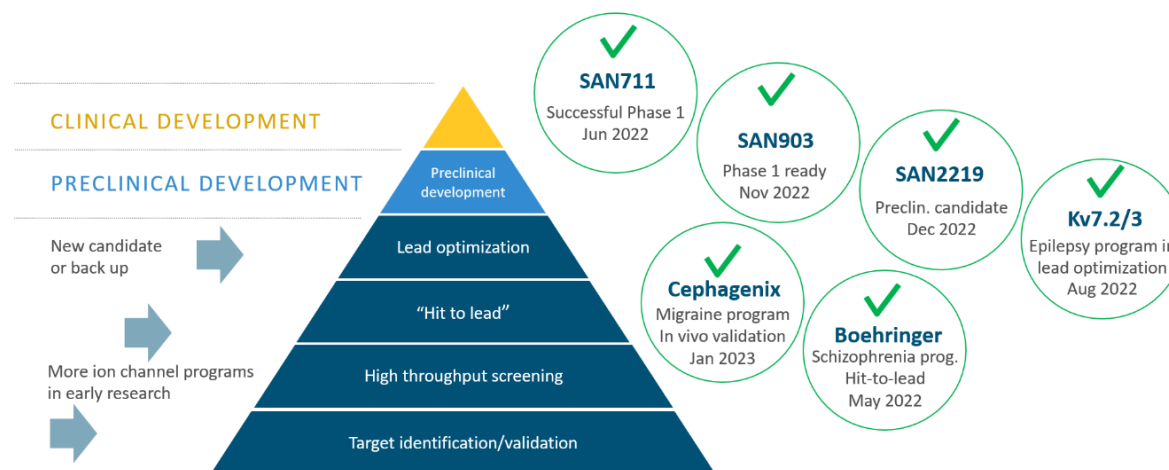 CLINICAL DEVELOPMENT
PRECLINICAL DEVELOPMENT
New candidate
or back up
More ion channel programs
in early research
Preclinical
development
Lead optimization
“Hit to lead”
High throughput screening
Target identification/validation
SAN711
Successful Phase 1
Jun 2022
SAN903
Phase 1 ready
Nov 2022
SAN2219
Preclin. candidate
Dec 2022
Kv7.2/3
Epilepsy program in
lead optimization
Aug 2022
Cephagenix
Migraine program
In vivo validation
Jan 2023
Boehringer
Schizophrenia prog.
Hit-to-lead
May 2022